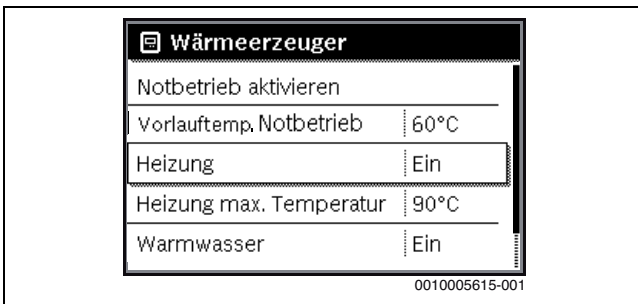 Wärmeerzeuger
Notbetrieb aktivieren
Vorlauftemp. Notbetrieb 60°C
Heizung Ein
Heizung max. Temperatur 90°C
Warmwasser Ein
0010005615-001